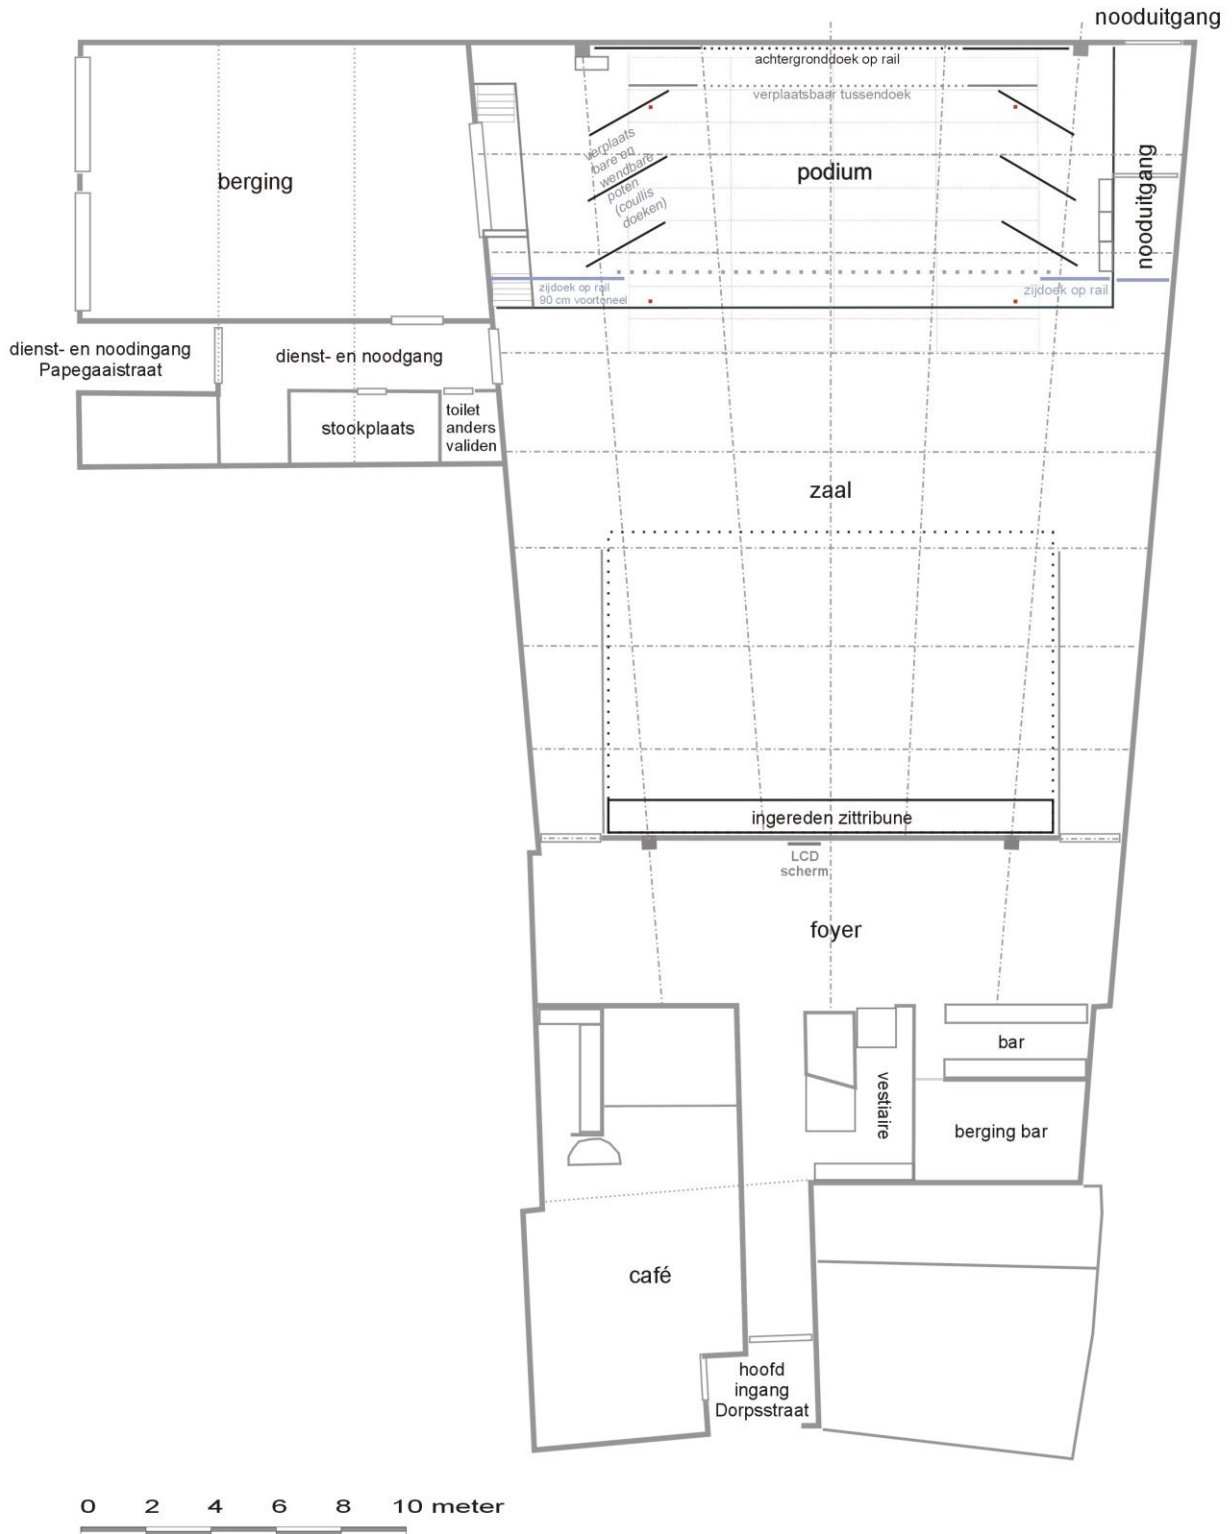 nooduitgang
achtergronddoek op rail
verplaatsbaar tussendoek
verplaats
bare en
wendbare
poten
(coullis
doeken)
podium
nooduitgang
berging
zijdoek op rail
90 cm voortoneel
zijdoek op rail
dienst- en noodingang
Papegaaistraat
dienst- en noodgang
stookplaats
toilet
anders
validen
zaal
ingereden zittribune
LCD
scherm
foyer
bar
vestiaire
berging bar
café
hoofd
ingang
Dorpsstraat
0 2 4 6 8 10 meter